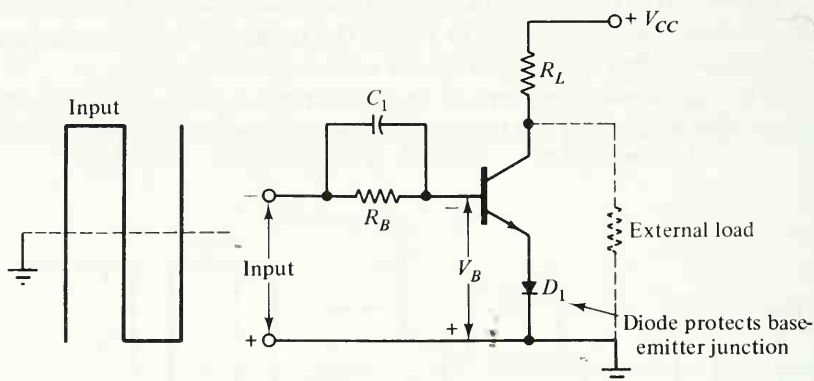 + V_CC
R_L
Input
C_1
−
R_B
−
External load
Input
V_B
D_1
+
+
Diode protects base-
emitter junction